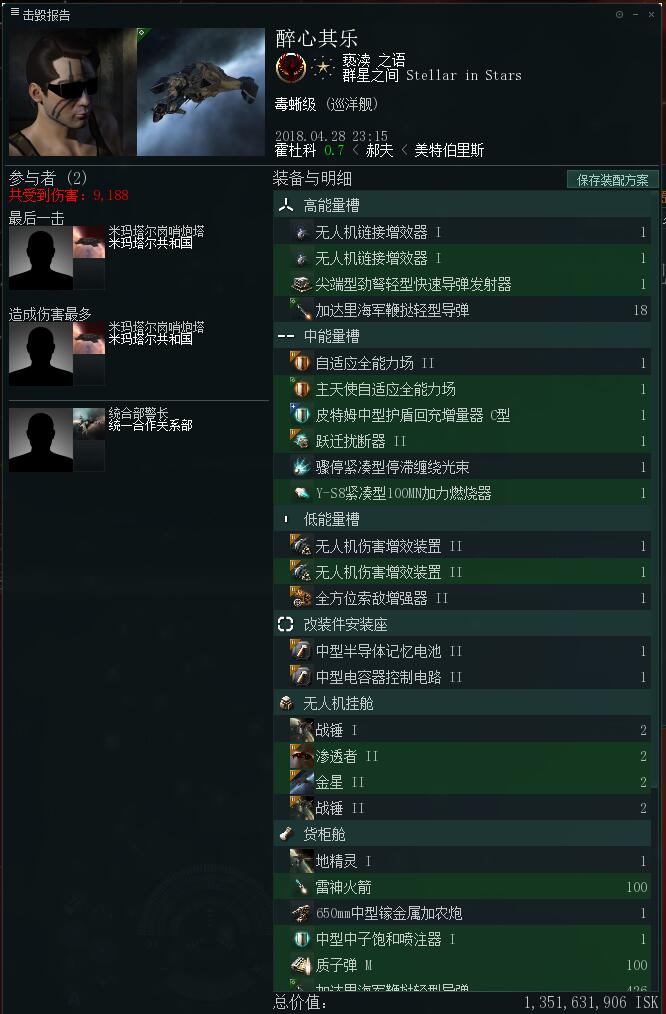 击毁报告
醉心其乐
亵渎 之语
群星之间 Stellar in Stars
毒蜥级 (巡洋舰)
2018.04.28 23:15
霍杜科 0.7 < 郝夫 < 美特伯里斯
参与者 (2)
共受到伤害: 9,188
最后一击
米玛塔尔岗哨炮塔
米玛塔尔共和国
造成伤害最多
米玛塔尔岗哨炮塔
米玛塔尔共和国
统合部警长
统一合作关系部
装备与明细
保存装配方案
高能量槽
无人机链接增效器 I 1
无人机链接增效器 I 1
尖端型劲弩轻型快速导弹发射器 1
加达里海军鞭挞轻型导弹 18
中能量槽
自适应全能力场 II 1
主天使自适应全能力场 1
皮特姆中型护盾回充增量器 C型 1
跃迁扰断器 II 1
骤停紧凑型停滞缠绕光束 1
Y-S8紧凑型100MN加力燃烧器 1
低能量槽
无人机伤害增效装置 II 1
无人机伤害增效装置 II 1
全方位索敌增强器 II 1
改装件安装座
中型半导体记忆电池 II 1
中型电容器控制电路 II 1
无人机挂舱
战锤 I 2
渗透者 II 2
金星 II 2
战锤 II 2
货柜舱
地精灵 I 1
雷神火箭 100
650mm中型镓金属加农炮 1
中型中子饱和喷注器 I 1
质子弹 M 100
加达里海军鞭挞轻型导弹 426
总价值: 1,351,631,906 ISK